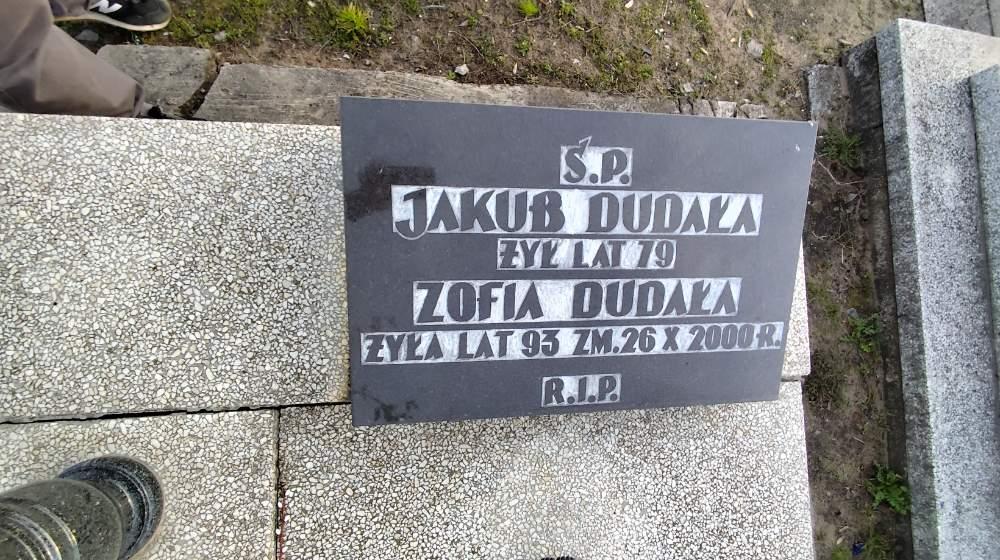 Ś.P.
JAKUB DUDAŁA
ŻYŁ LAT 79
ZOFIA DUDAŁA
ŻYŁA LAT 93 ZM.26 X 2000 R.
R.I.P.